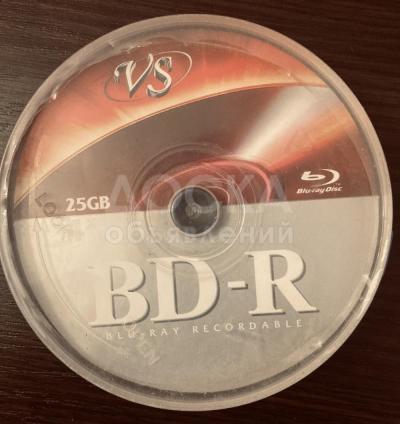 VS
Blu-ray Disc
25GB
ДОСКА
объявлений
BD-R
BLU-RAY RECORDABLE